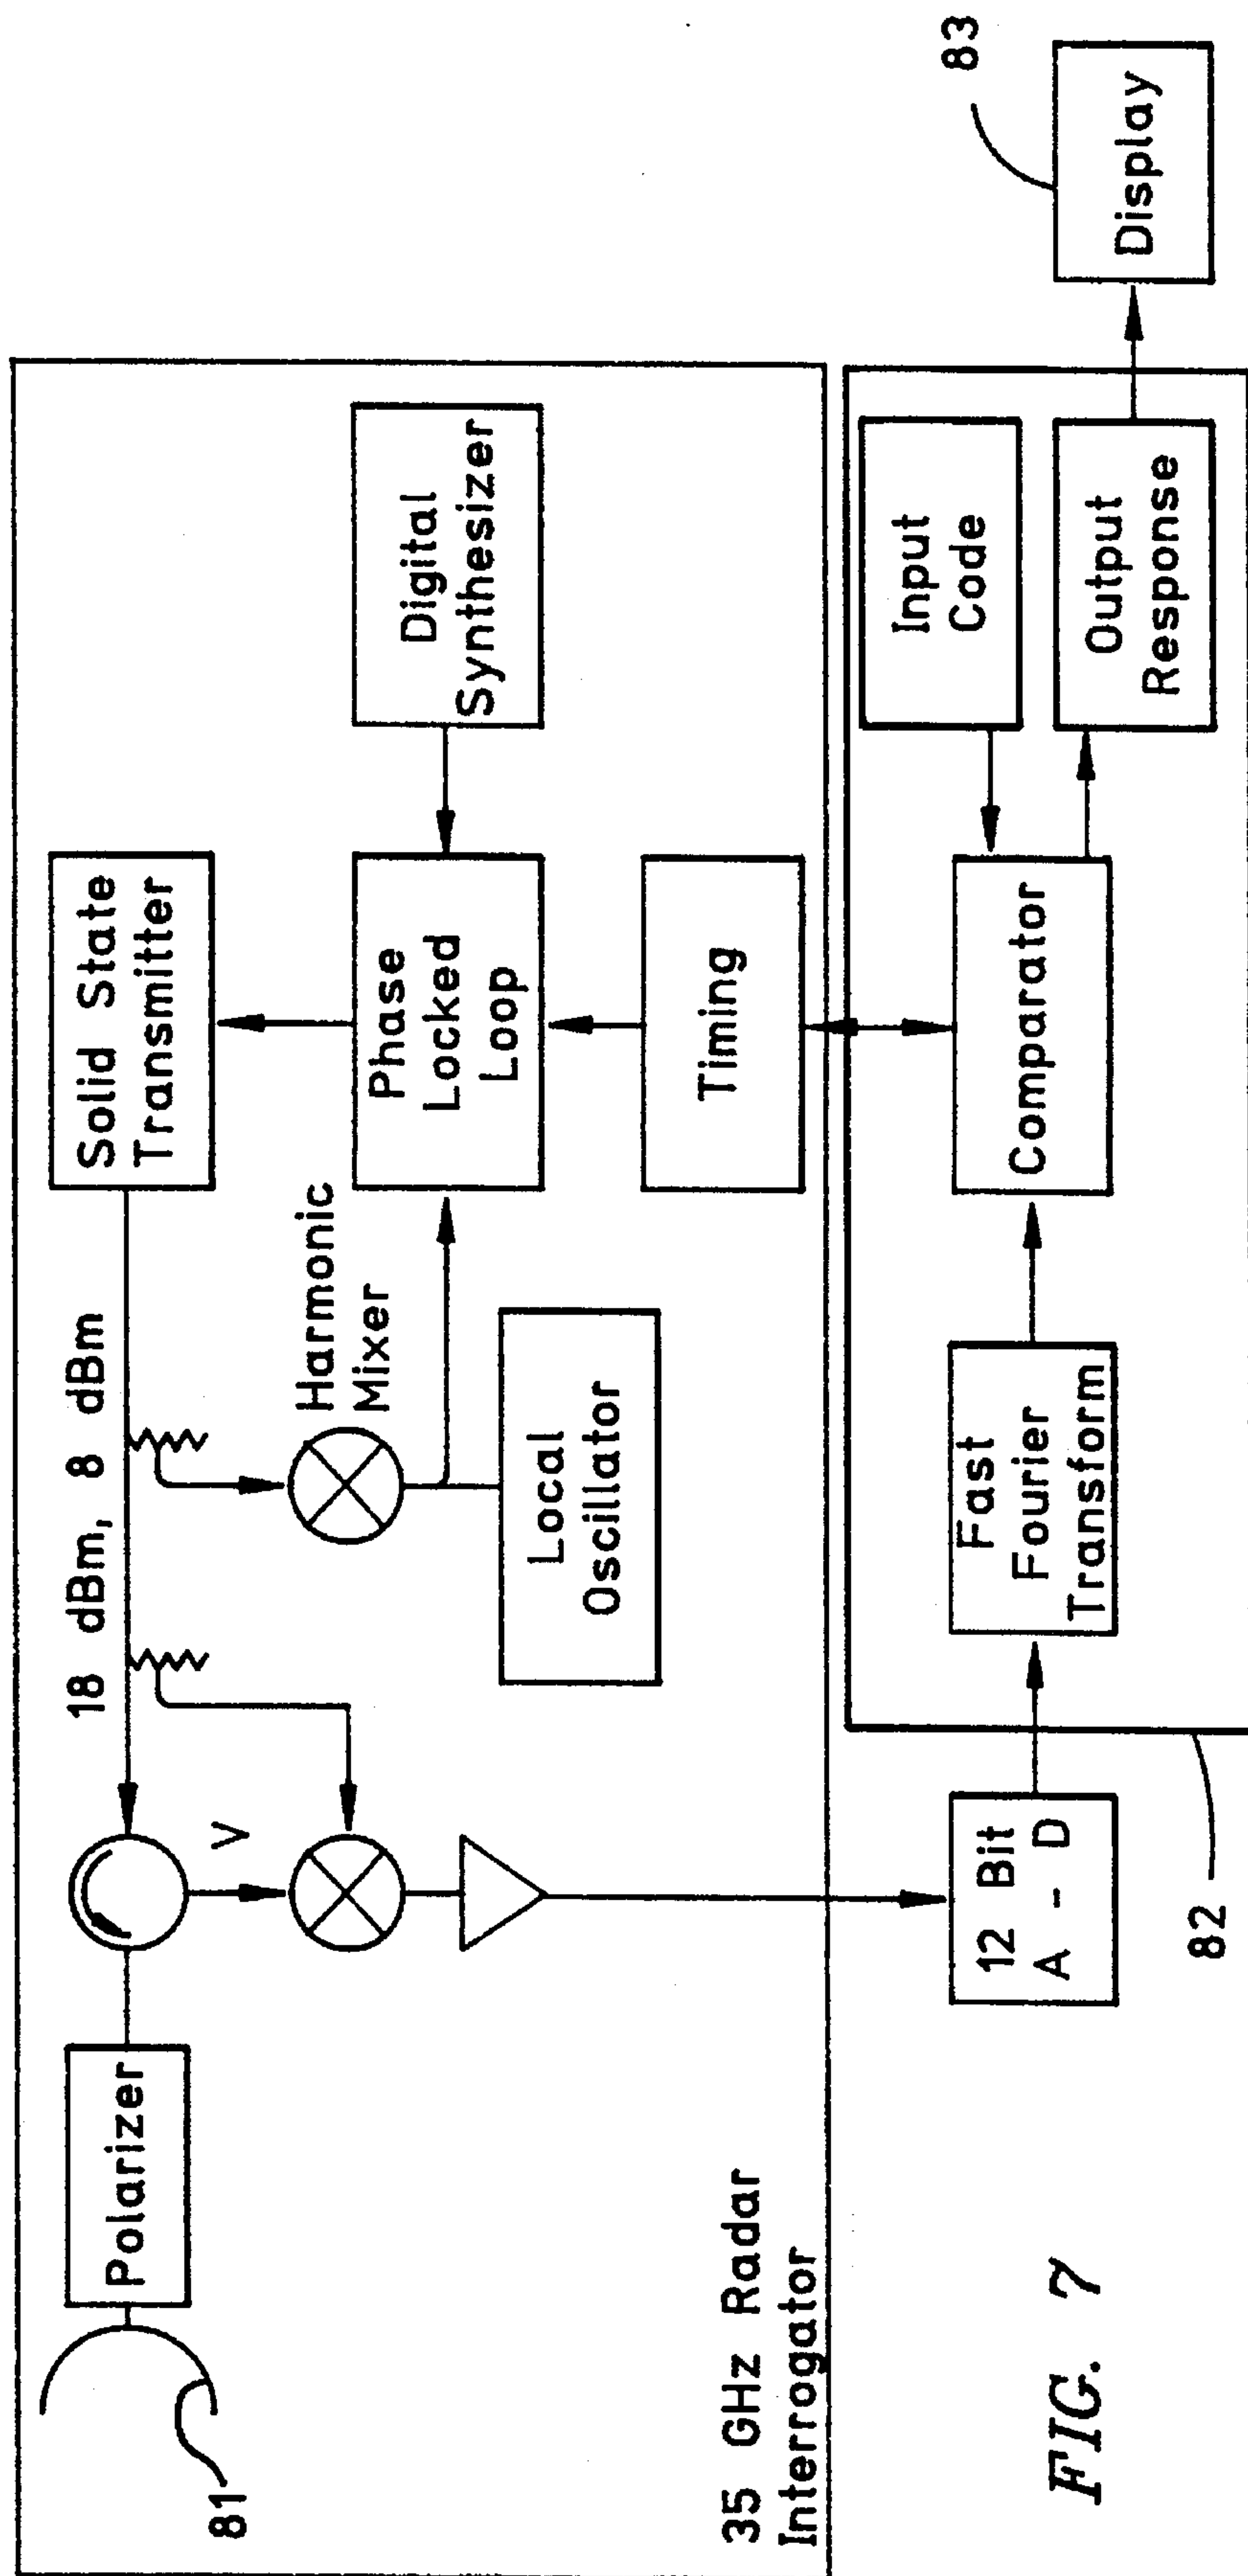 81
Polarizer
V
18 dBm, 8 dBm
Solid State
Transmitter
Harmonic
Mixer
Phase
Locked
Loop
Digital
Synthesizer
Local
Oscillator
Timing
35 GHz Radar
Interrogator
12 Bit
A - D
82
Fast
Fourier
Transform
Comparator
Input
Code
Output
Response
Display
83
FIG. 7